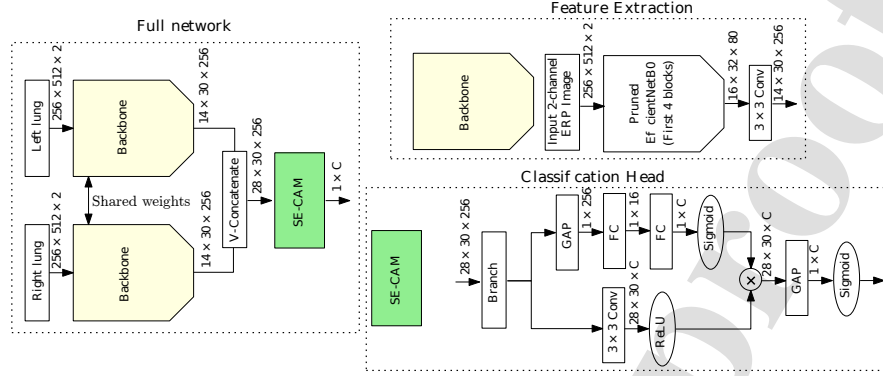 Full network
Left lung
256 × 512 × 2
Backbone
14 × 30 × 256
Shared weights
Right lung
256 × 512 × 2
Backbone
14 × 30 × 256
V-Concatenate
28 × 30 × 256
SE-CAM
1 × C
Feature Extraction
Backbone
Input 2-channel
ERP Image
256 × 512 × 2
Pruned
Ef cientNetB0
(First 4 blocks)
16 × 32 × 80
3 × 3 Conv
14 × 30 × 256
Classification Head
SE-CAM
28 × 30 × 256
Branch
GAP
1 × 256
FC
1 × 16
FC
1 × C
Sigmoid
3 × 3 Conv
28 × 30 × C
ReLU
×
28 × 30 × C
GAP
1 × C
Sigmoid
proof